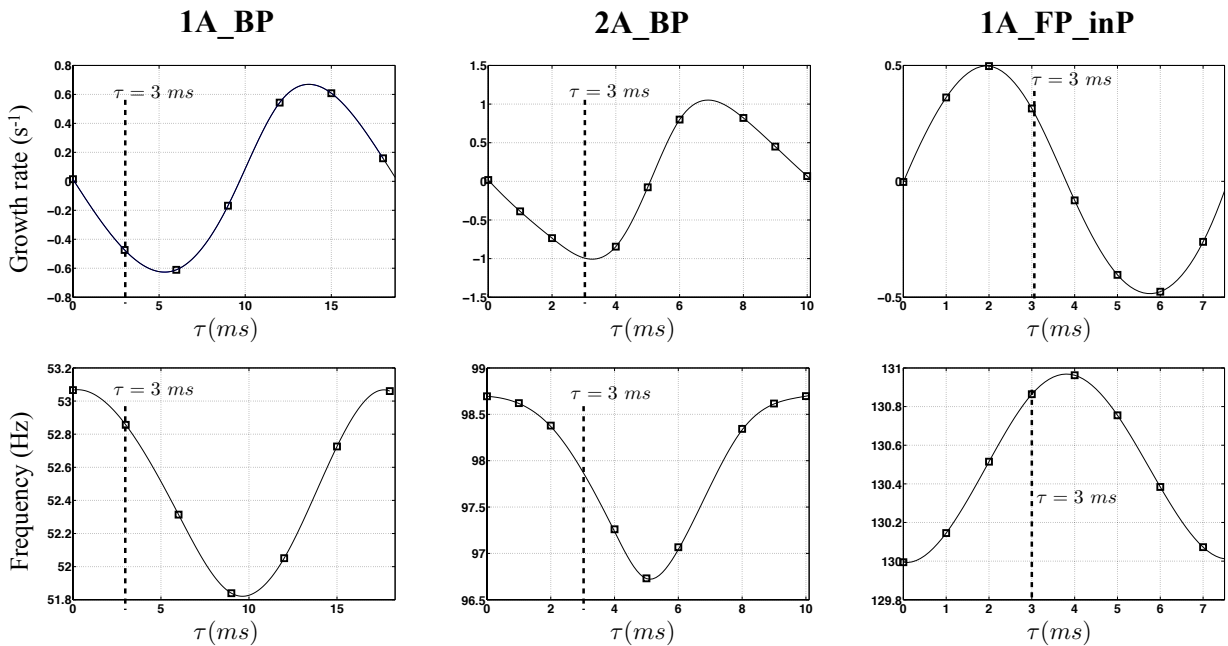 1A_BP
2A_BP
1A_FP_inP
Growth rate (s-1)
0.8
0.6
0.4
0.2
0
−0.2
−0.4
−0.6
−0.8
τ = 3 ms
0 5 10 15
τ(ms)
1.5
1
0.5
0
−0.5
−1
−1.5
τ = 3 ms
0 2 4 6 8 10
τ(ms)
0.5
0
−0.5
τ = 3 ms
0 1 2 3 4 5 6 7
τ(ms)
Frequency (Hz)
53.2
53
52.8
52.6
52.4
52.2
52
51.8
τ = 3 ms
0 5 10 15
τ(ms)
99
98.5
98
97.5
97
96.5
τ = 3 ms
0 2 4 6 8 10
τ(ms)
131
130.8
130.4
130.2
130
129.8
τ = 3 ms
0 1 2 3 4 5 6 7
τ(ms)